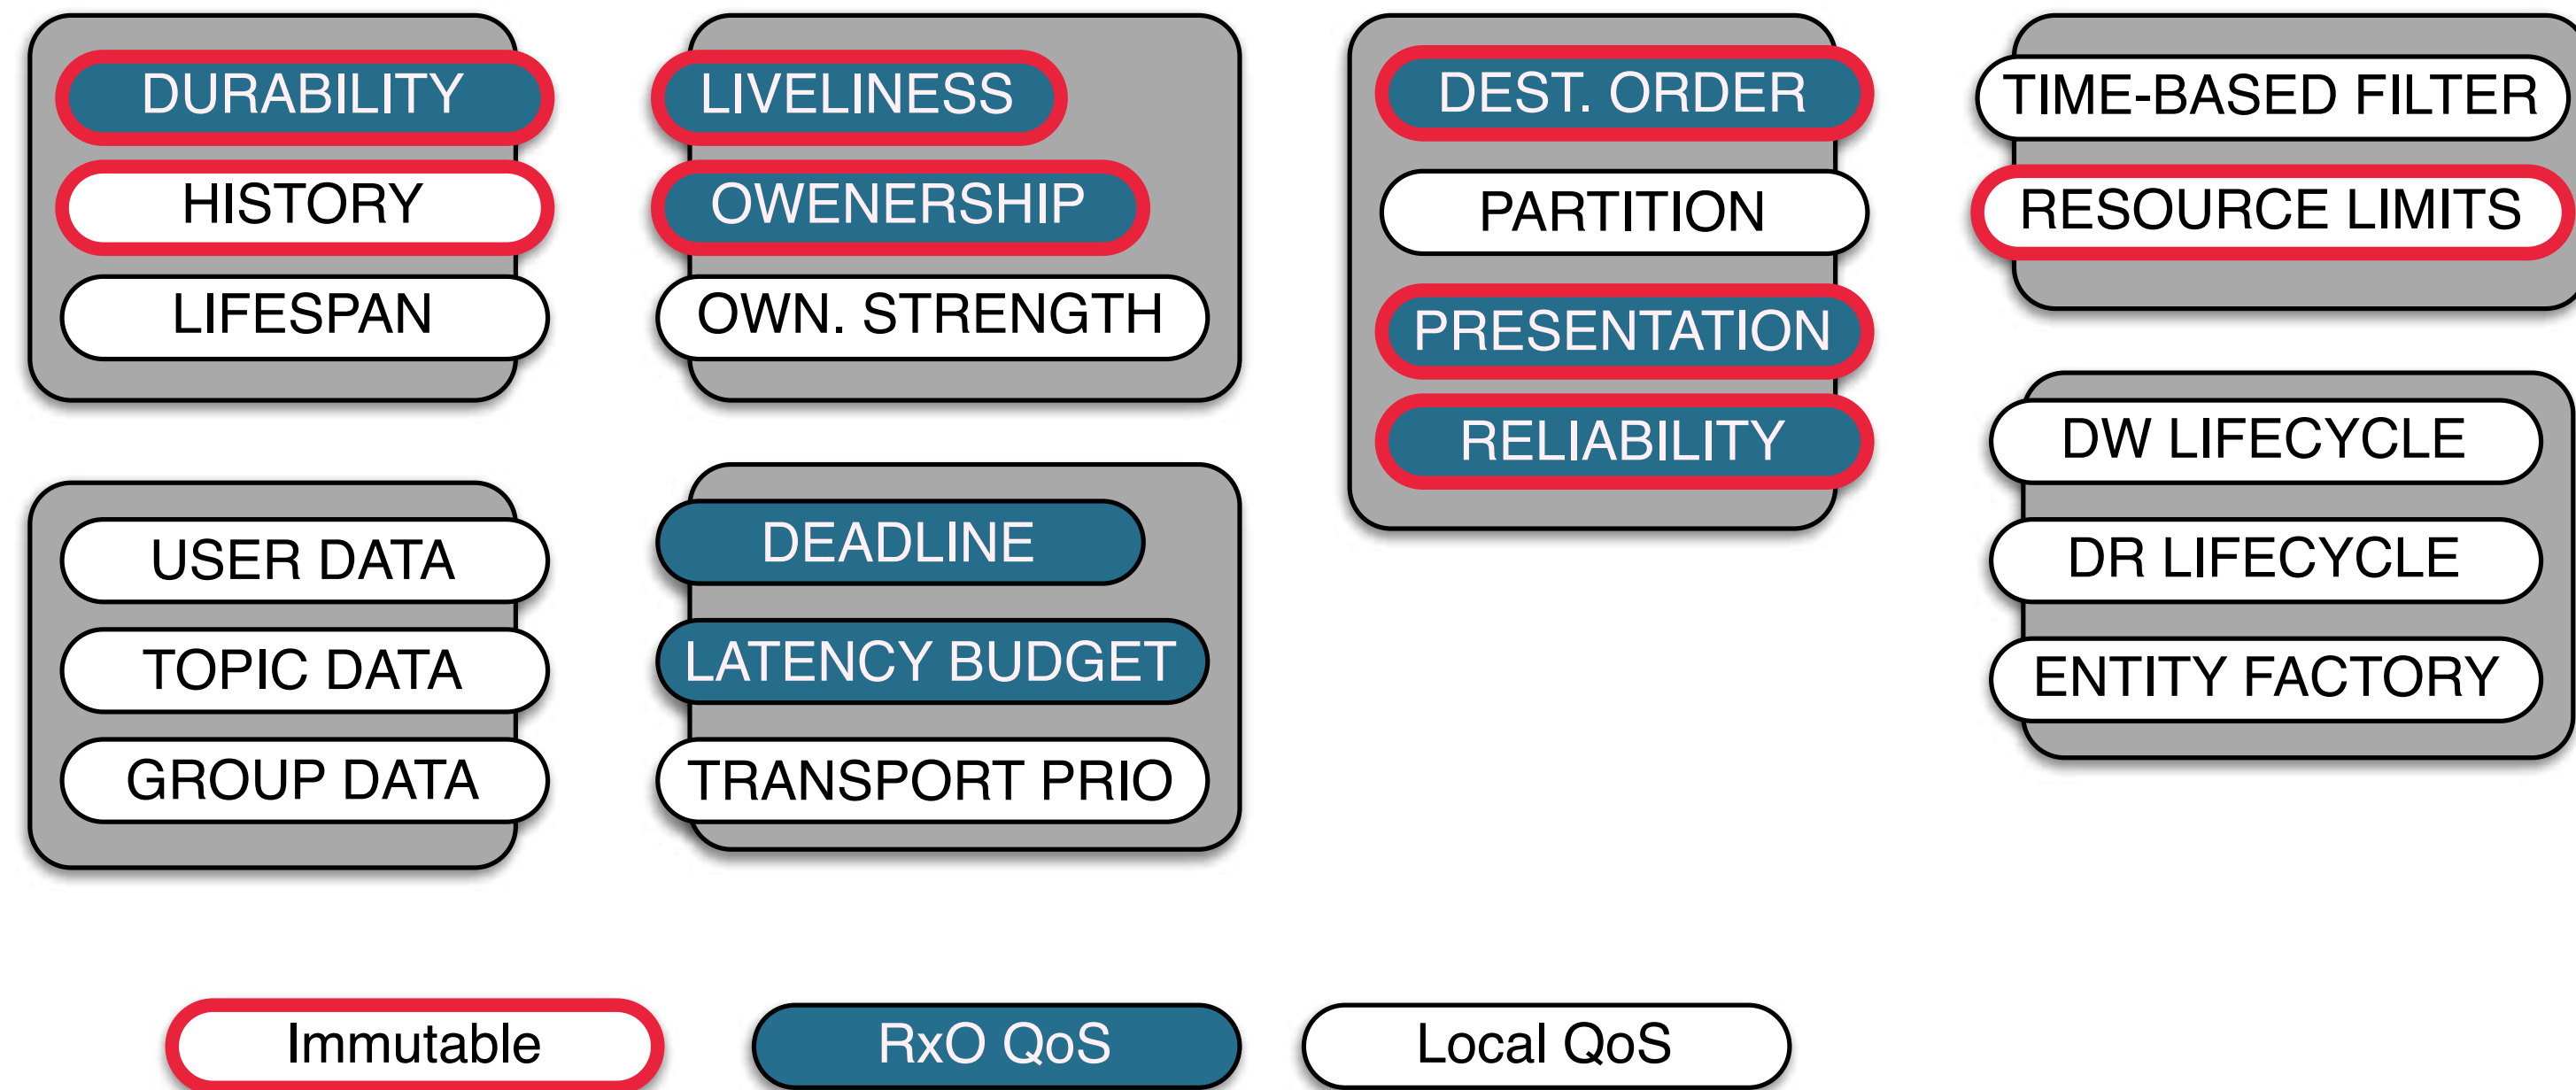 DURABILITY
HISTORY
LIFESPAN
LIVELINESS
OWENERSHIP
OWN. STRENGTH
DEST. ORDER
PARTITION
PRESENTATION
RELIABILITY
TIME-BASED FILTER
RESOURCE LIMITS
USER DATA
TOPIC DATA
GROUP DATA
DEADLINE
LATENCY BUDGET
TRANSPORT PRIO
DW LIFECYCLE
DR LIFECYCLE
ENTITY FACTORY
Immutable
RxO QoS
Local QoS